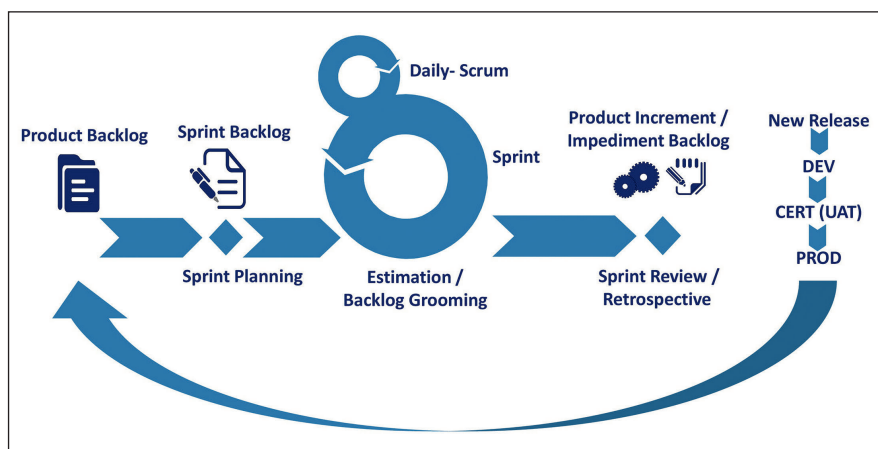 Product Backlog
Sprint Backlog
Daily- Scrum
Sprint
Product Increment /
Impediment Backlog
Sprint Planning
Estimation /
Backlog Grooming
Sprint Review /
Retrospective
New Release
DEV
CERT (UAT)
PROD